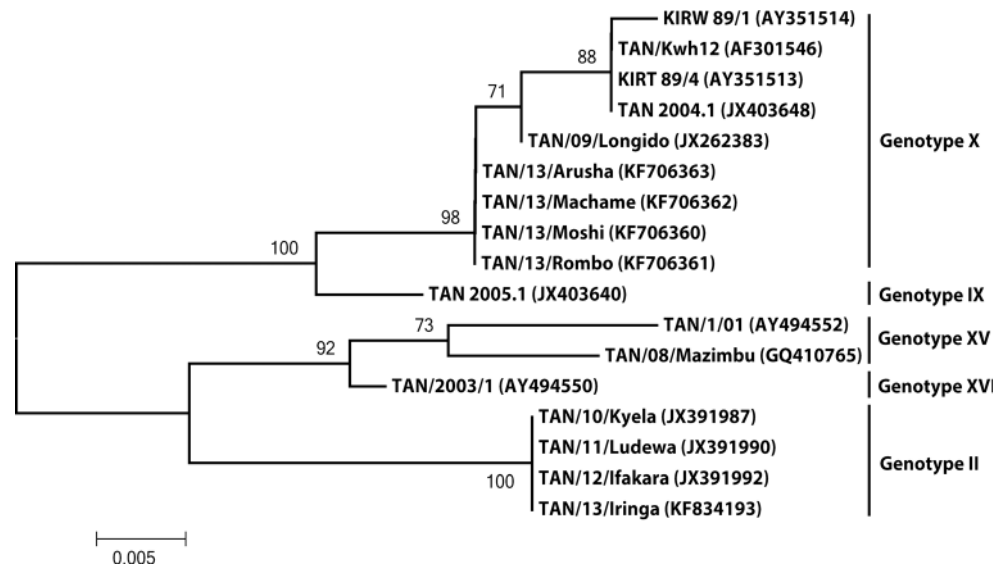 KIRW 89/1 (AY351514)
88
TAN/Kwh12 (AF301546)
KIRT 89/4 (AY351513)
71
TAN 2004.1 (JX403648)
TAN/09/Longido (JX262383)
Genotype X
TAN/13/Arusha (KF706363)
TAN/13/Machame (KF706362)
98
TAN/13/Moshi (KF706360)
100
TAN/13/Rombo (KF706361)
TAN 2005.1 (JX403640)
Genotype IX
73
TAN/1/01 (AY494552)
Genotype XV
92
TAN/08/Mazimbu (GQ410765)
TAN/2003/1 (AY494550)
Genotype XVI
TAN/10/Kyela (JX391987)
TAN/11/Ludewa (JX391990)
Genotype II
100
TAN/12/Ifakara (JX391992)
TAN/13/Iringa (KF834193)
0.005